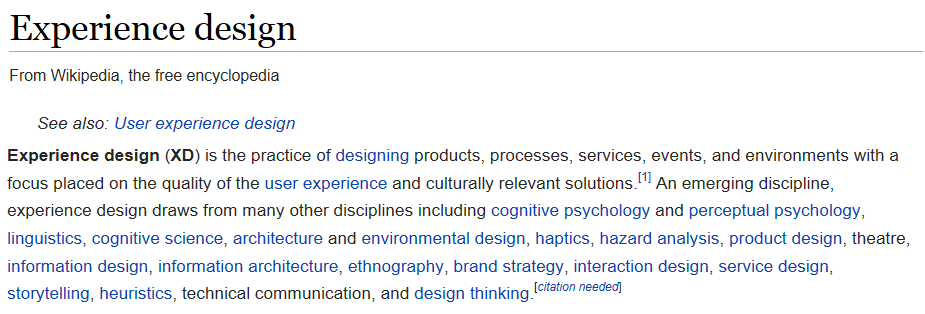 Experience design
From Wikipedia, the free encyclopedia
See also: User experience design
Experience design (XD) is the practice of designing products, processes, services, events, and environments with a
focus placed on the quality of the user experience and culturally relevant solutions.[1] An emerging discipline,
experience design draws from many other disciplines including cognitive psychology and perceptual psychology,
linguistics, cognitive science, architecture and environmental design, haptics, hazard analysis, product design, theatre,
information design, information architecture, ethnography, brand strategy, interaction design, service design,
storytelling, heuristics, technical communication, and design thinking.[citation needed]